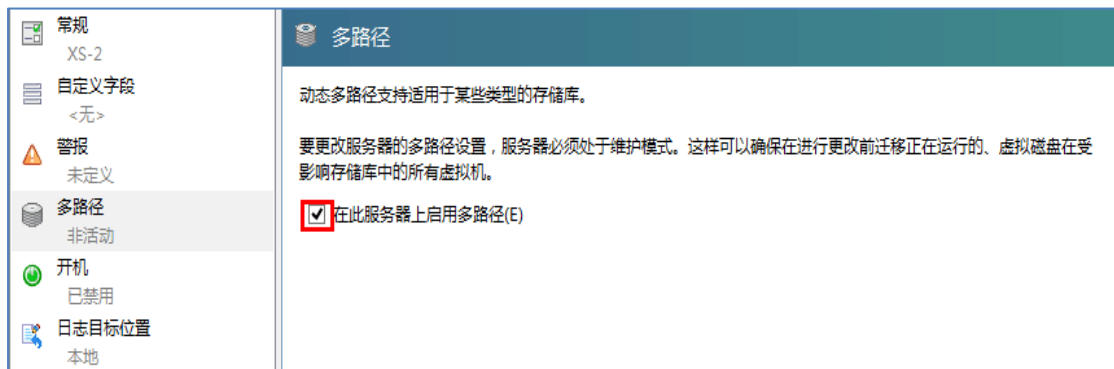 常规
XS-2
自定义字段
<无>
警报
未定义
多路径
非活动
开机
已禁用
日志目标位置
本地
多路径
动态多路径支持适用于某些类型的存储库。
要更改服务器的多路径设置，服务器必须处于维护模式。这样可以确保在进行更改前迁移正在运行的、虚拟磁盘在受
影响存储库中的所有虚拟机。
在此服务器上启用多路径(E)